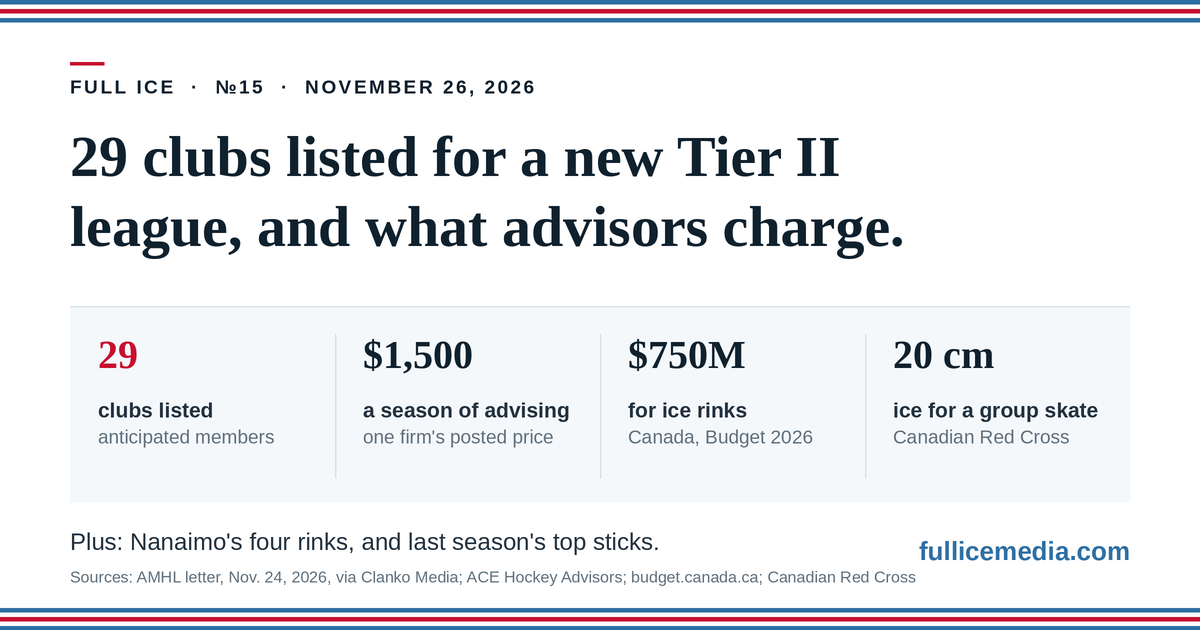 FULL ICE · №15 · NOVEMBER 26, 2026
29 clubs listed for a new Tier II
league, and what advisors charge.
29
clubs listed
anticipated members
$1,500
a season of advising
one firm's posted price
$750M
for ice rinks
Canada, Budget 2026
20 cm
ice for a group skate
Canadian Red Cross
Plus: Nanaimo's four rinks, and last season's top sticks.
fullicemedia.com
Sources: AMHL letter, Nov. 24, 2026, via Clanko Media; ACE Hockey Advisors; budget.canada.ca; Canadian Red Cross